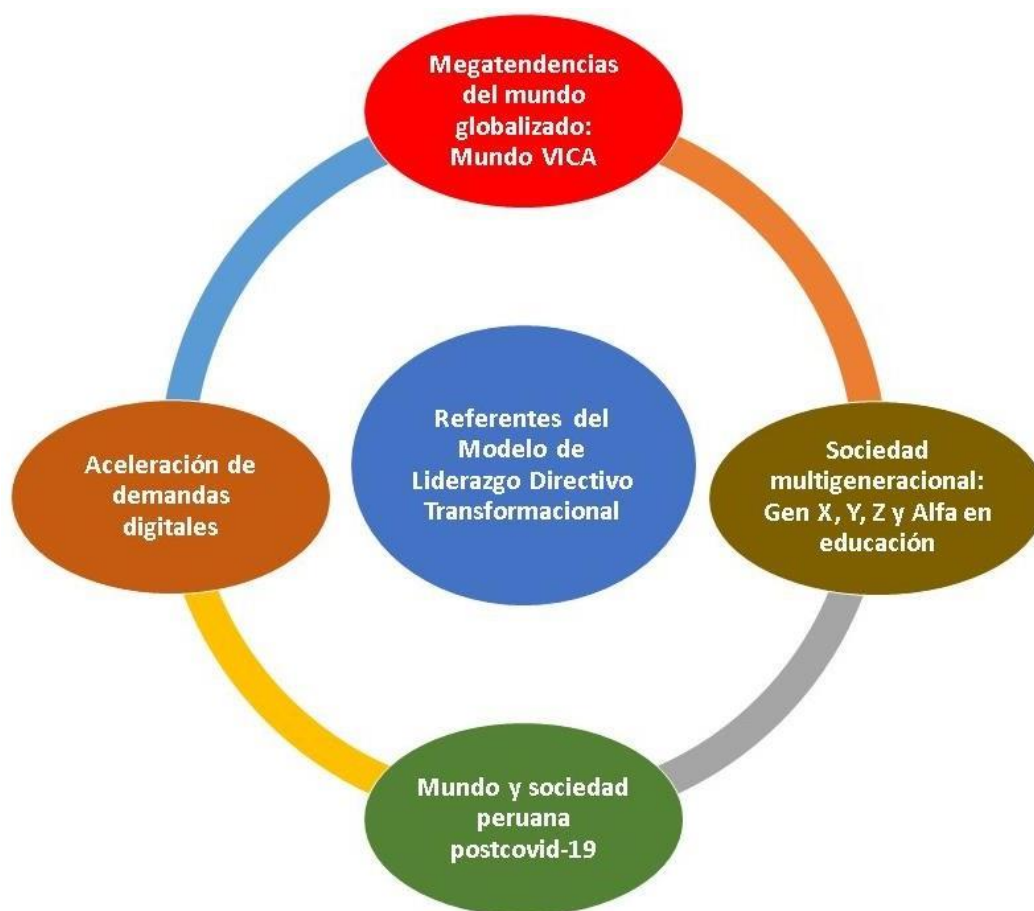 Megatendencias
del mundo
globalizado:
Mundo VICA
Referentes del
Modelo de
Liderazgo Directivo
Transformacional
Aceleración de
demandas
digitales
Sociedad
multigeneracional:
Gen X, Y, Z y Alfa en
educación
Mundo y sociedad
peruana
postcovid-19